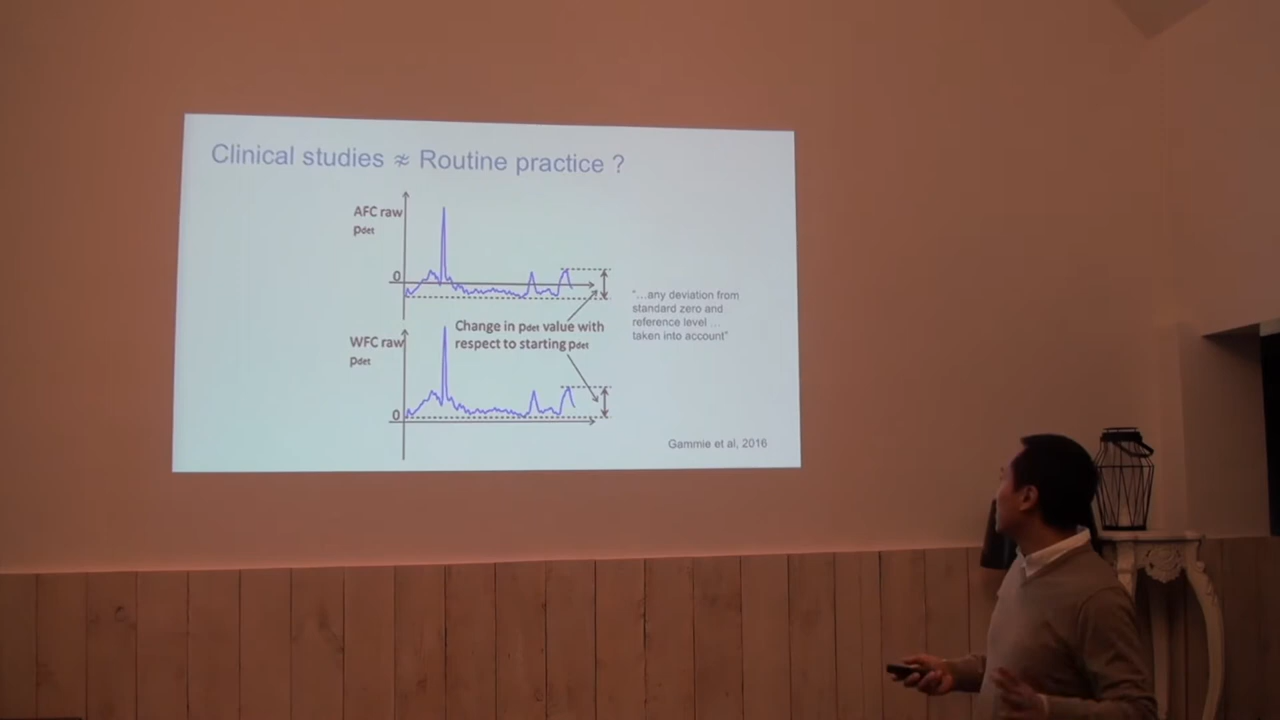 Clinical studies ≉ Routine practice ?
AFC raw
Pdet
0
"…any deviation from
standard zero and
reference level …
taken into account"
Change in pdet value with
respect to starting pdet
WFC raw
Pdet
0
Gammie et al, 2016